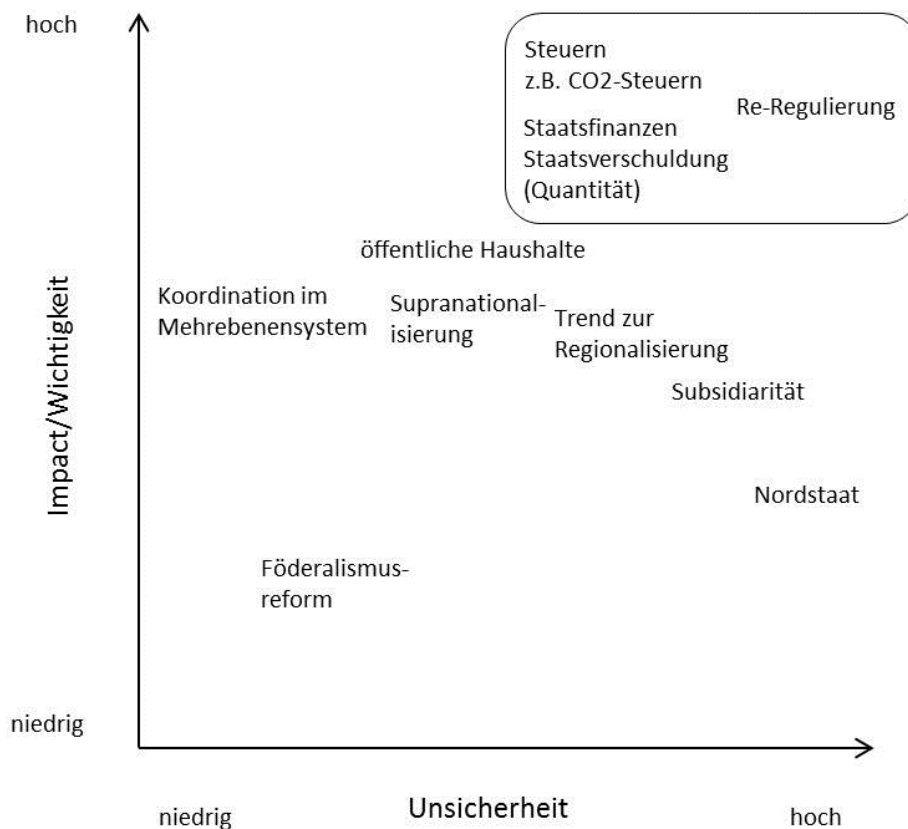 hoch
Steuern
z.B. CO2-Steuern
Re-Regulierung
Staatsfinanzen
Staatsverschuldung
(Quantität)
öffentliche Haushalte
Koordination im
Mehrebenensystem
Supranational-
isierung
Trend zur
Regionalisierung
Subsidiarität
Nordstaat
Föderalismus-
reform
Impact/Wichtigkeit
niedrig
niedrig
Unsicherheit
hoch